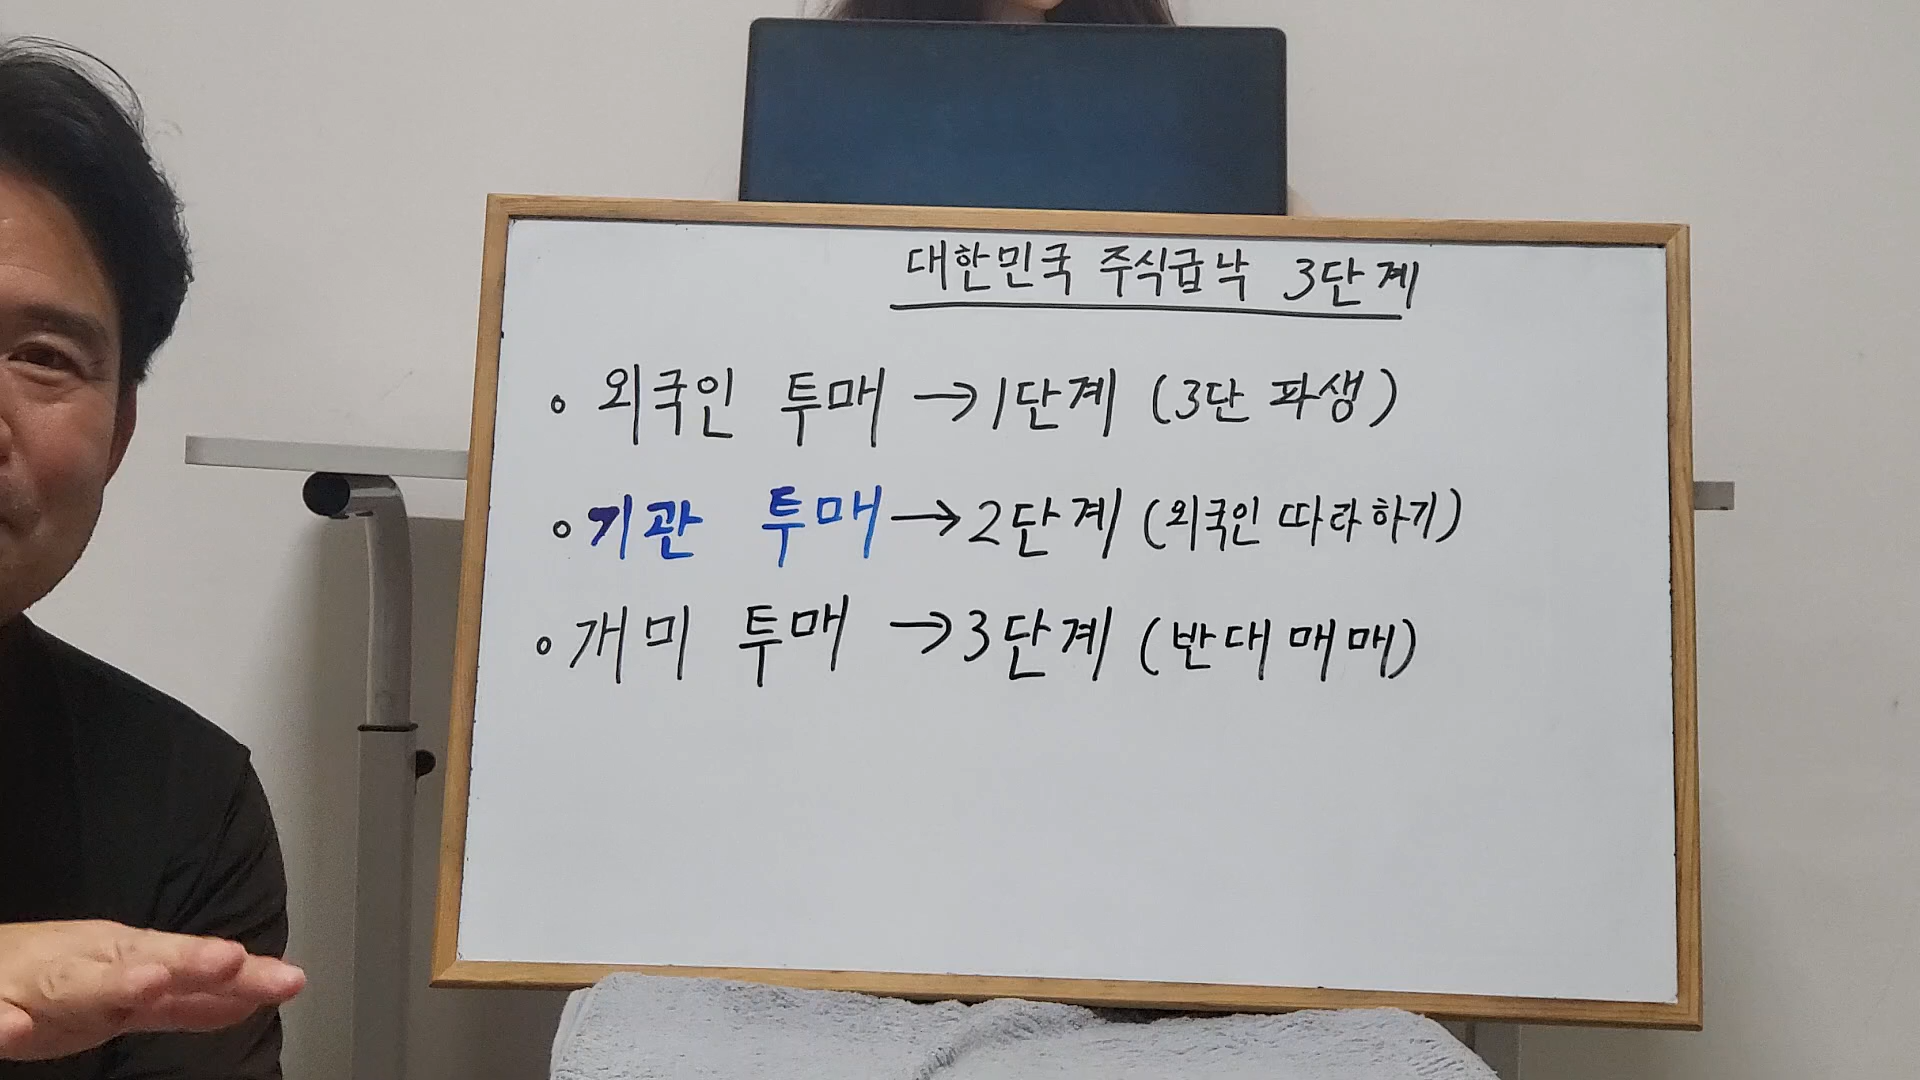 대한민국 주식급낙 3단계
◦ 외국인 투매 →1단계 (3단 파생)
◦ 기관 투매→2단계 (외국인 따라하기)
◦ 개미 투매 →3단계 (반대매매)